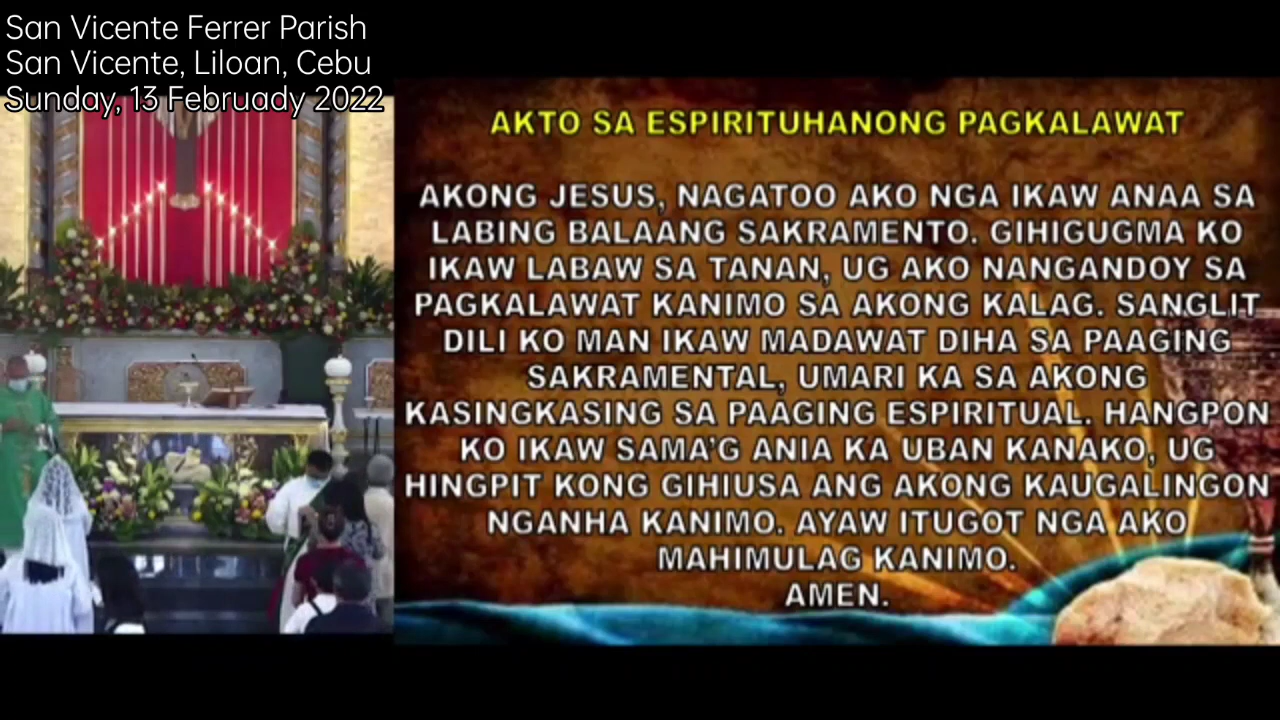 San Vicente Ferrer Parish
San Vicente, Liloan, Cebu
Sunday, 13 Februady 2022
AKTO SA ESPIRITUHANONG PAGKALAWAT
AKONG JESUS, NAGATOO AKO NGA IKAW ANAA SA
LABING BALAANG SAKRAMENTO. GIHIGUGMA KO
IKAW LABAW SA TANAN, UG AKO NANGANDOY SA
PAGKALAWAT KANIMO SA AKONG KALAG. SANGLIT
DILI KO MAN IKAW MADAWAT DIHA SA PAAGING
SAKRAMENTAL, UMARI KA SA AKONG
KASINGKASING SA PAAGING ESPIRITUAL. HANGPON
KO IKAW SAMA'G ANIA KA UBAN KANAKO, UG
HINGPIT KONG GIHIUSA ANG AKONG KAUGALINGON
NGANHA KANIMO. AYAW ITUGOT NGA AKO
MAHIMULAG KANIMO.
AMEN.